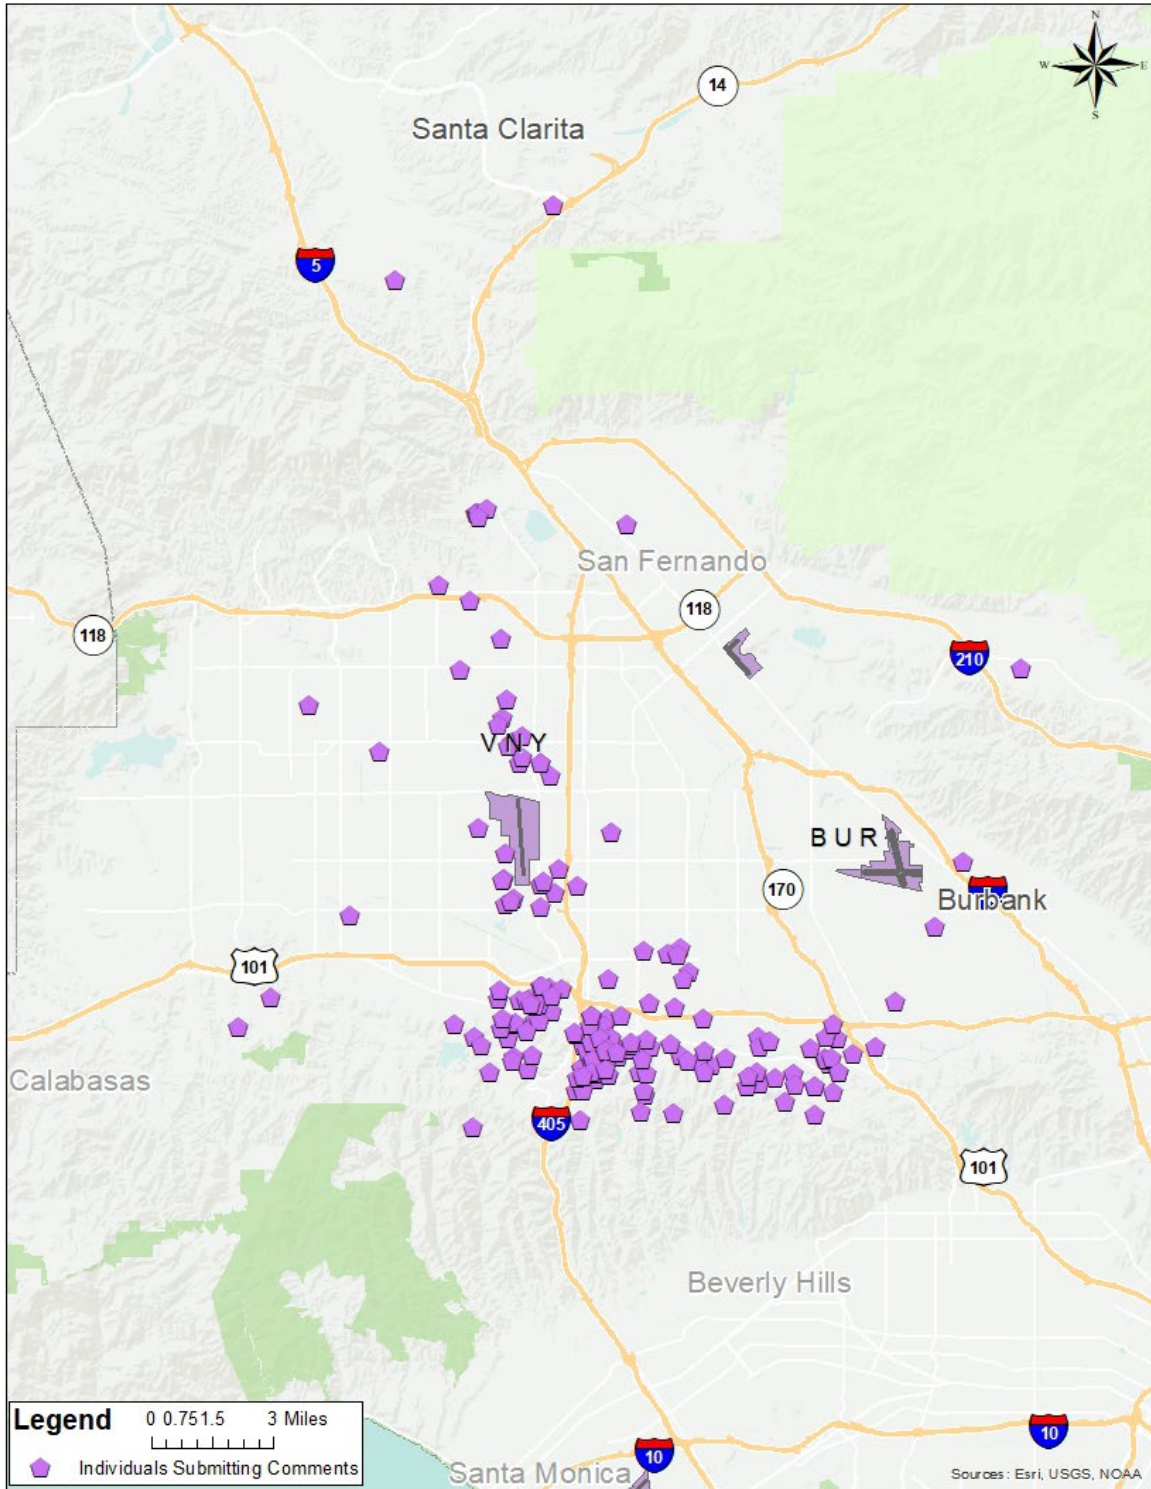 N
W E
S
14
Santa Clarita
5
San Fernando
118
118
210
VNY
BUR
170
Burbank
101
Calabasas
405
101
Beverly Hills
Legend
0 0.75 1.5 3 Miles
Individuals Submitting Comments
10
10
Santa Monica
Sources: Esri, USGS, NOAA